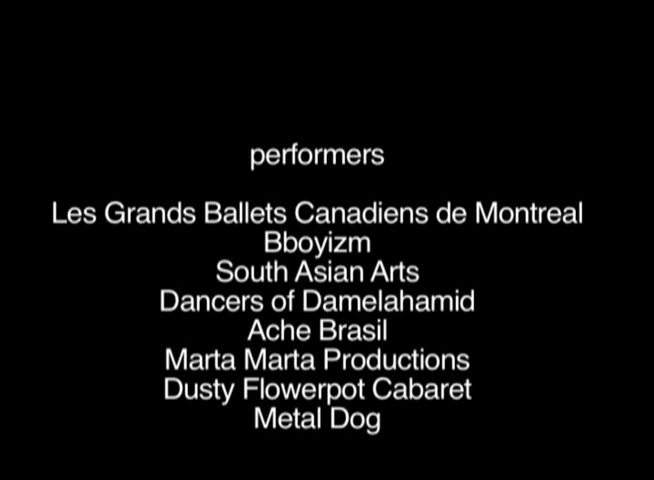 performers
Les Grands Ballets Canadiens de Montreal
Bboyizm
South Asian Arts
Dancers of Damelahamid
Ache Brasil
Marta Marta Productions
Dusty Flowerpot Cabaret
Metal Dog